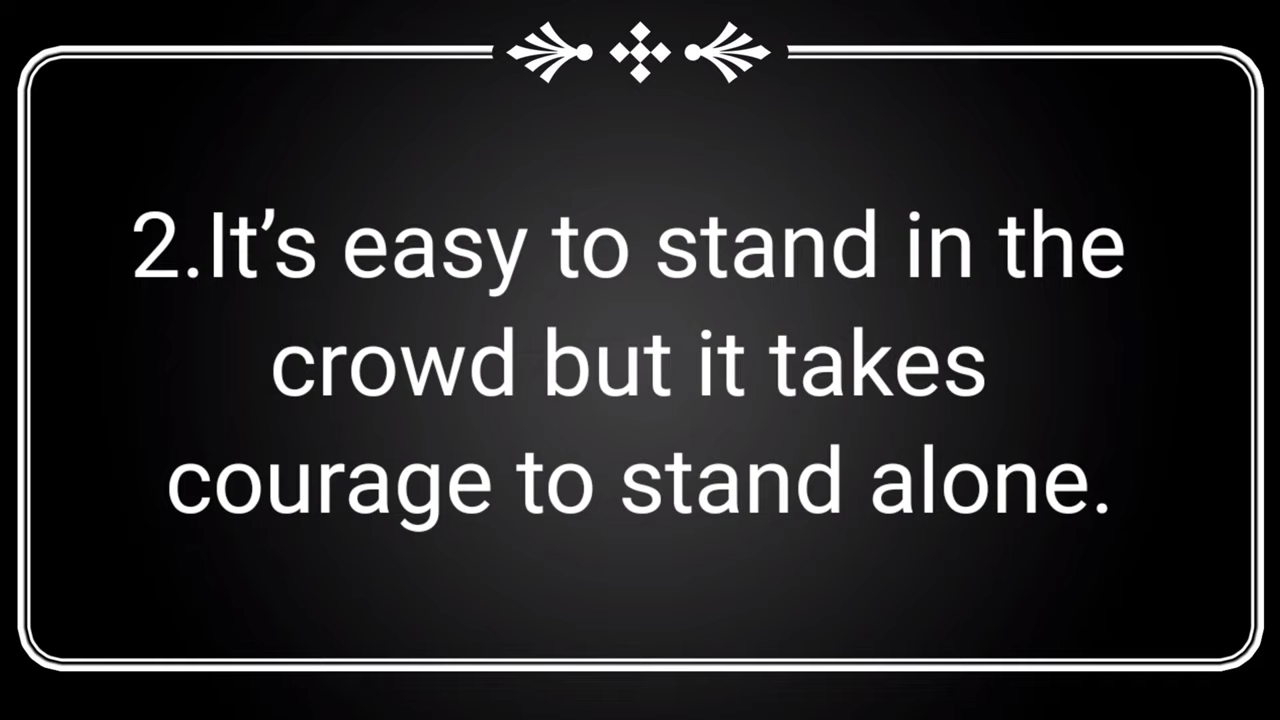 2.It’s easy to stand in the
crowd but it takes
courage to stand alone.